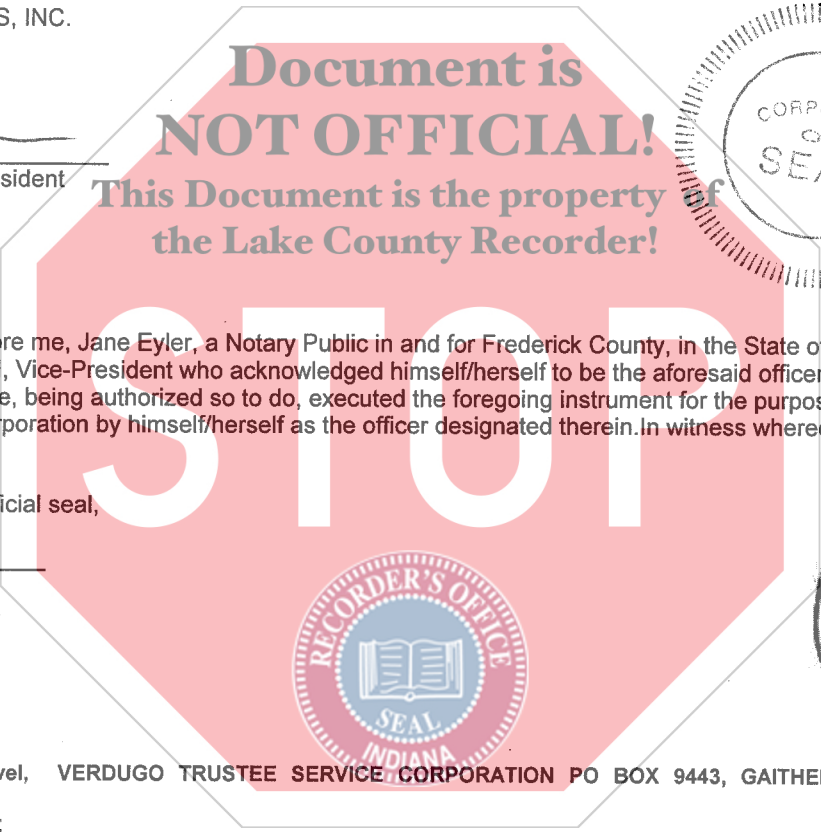 S, INC.
Document is
NOT OFFICIAL!
CORP
SEA
sident
This Document is the property of
the Lake County Recorder!
STOP
re me, Jane Eyler, a Notary Public in and for Frederick County, in the State o
, Vice-President who acknowledged himself/herself to be the aforesaid officer
e, being authorized so to do, executed the foregoing instrument for the purpos
rporation by himself/herself as the officer designated therein.In witness where
icial seal,
RECORDER'S OFFICE
SEAL
INDIANA
vel, VERDUGO TRUSTEE SERVICE CORPORATION PO BOX 9443, GAITHE